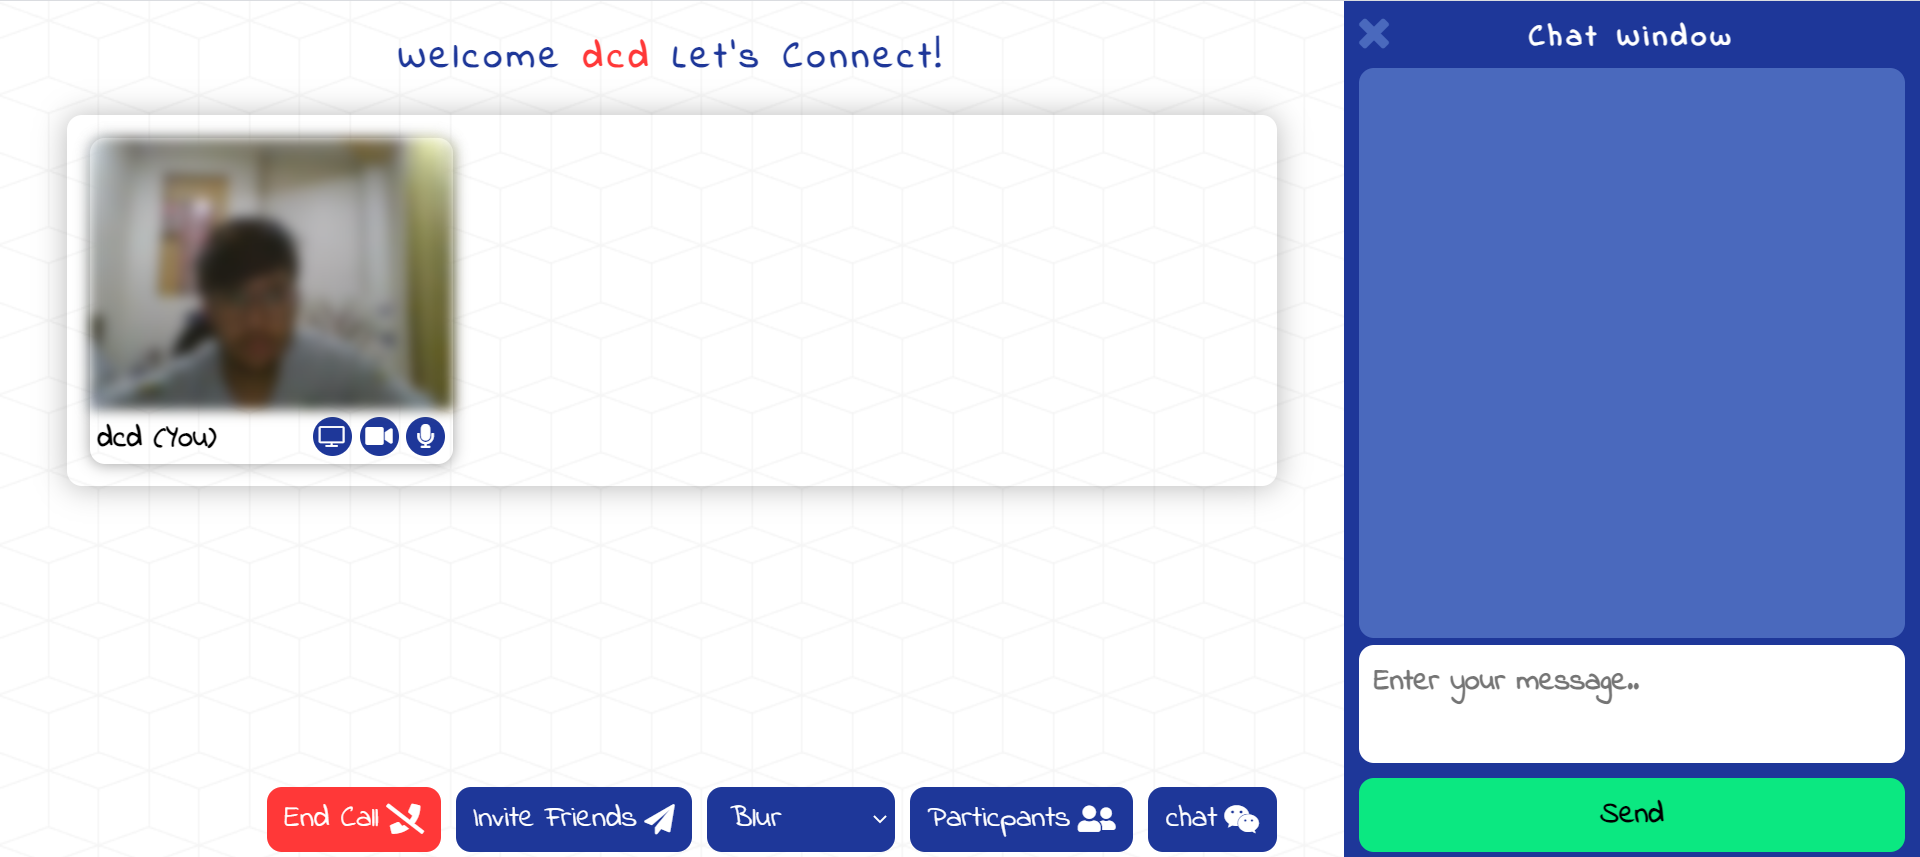 Welcome dcd Let's Connect!
dcd (You)
End Call
Invite Friends
Blur
Particpants
chat
Chat Window
Enter your message..
Send